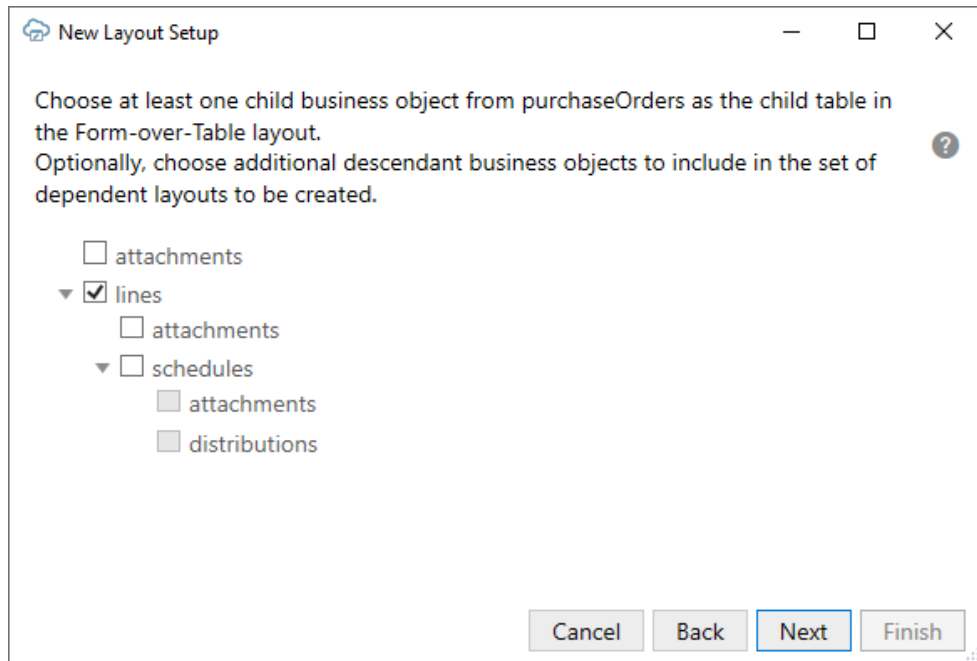 New Layout Setup
Choose at least one child business object from purchaseOrders as the child table in
the Form-over-Table layout.
Optionally, choose additional descendant business objects to include in the set of
dependent layouts to be created.
?
attachments
lines
attachments
schedules
attachments
distributions
Cancel Back Next Finish